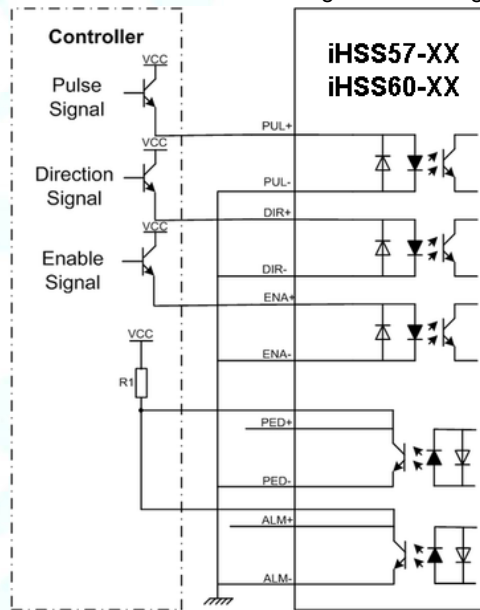 Controller
iHSS57-XX
iHSS60-XX
VCC
Pulse
Signal
PUL+
VCC
Direction
Signal
PUL-
DIR+
VCC
Enable
Signal
DIR-
ENA+
VCC
ENA-
R1
PED+
PED-
ALM+
ALM-